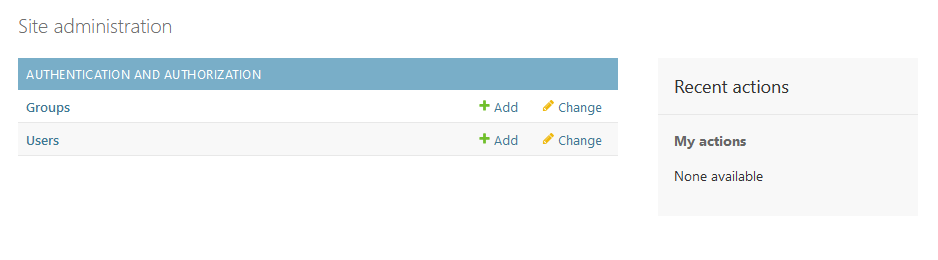 Site administration
AUTHENTICATION AND AUTHORIZATION
Groups Add Change
Users Add Change
Recent actions
My actions
None available